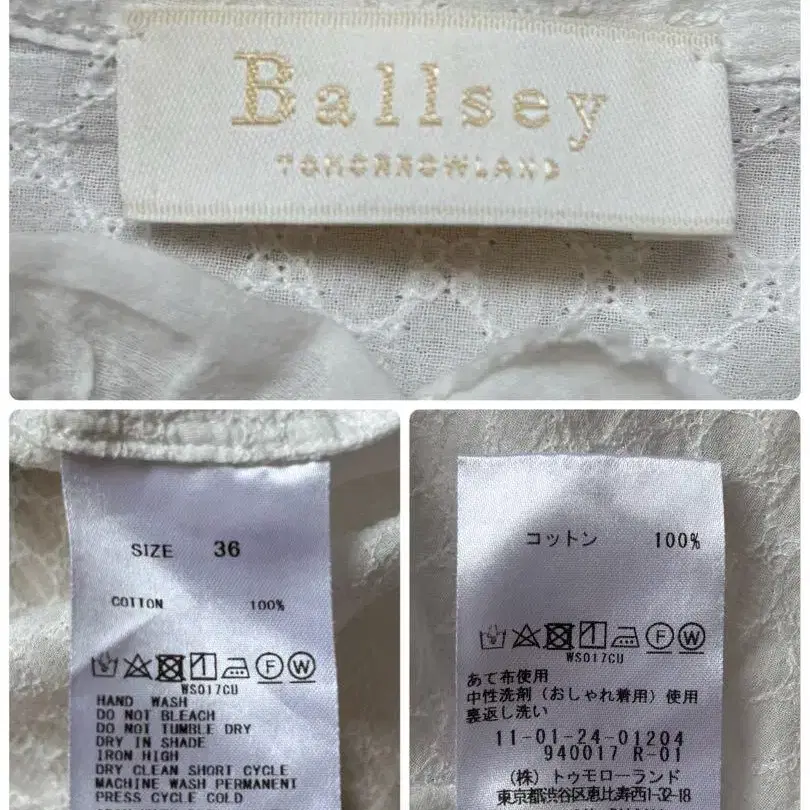 Ballsey
TOMORROWLAND
SIZE 36
COTTON 100%
WS017CU
HAND WASH
DO NOT BLEACH
DO NOT TUMBLE DRY
DRY IN SHADE
IRON HIGH
DRY CLEAN SHORT CYCLE
MACHINE WASH PERMANENT
PRESS CYCLE COLD
コットン 100%
WS017CU
あて布使用
中性洗剤（おしゃれ着用）使用
裏返し洗い
11-01-24-01204
940017 R-01
（株）トゥモローランド
東京都渋谷区恵比寿西1-32-18